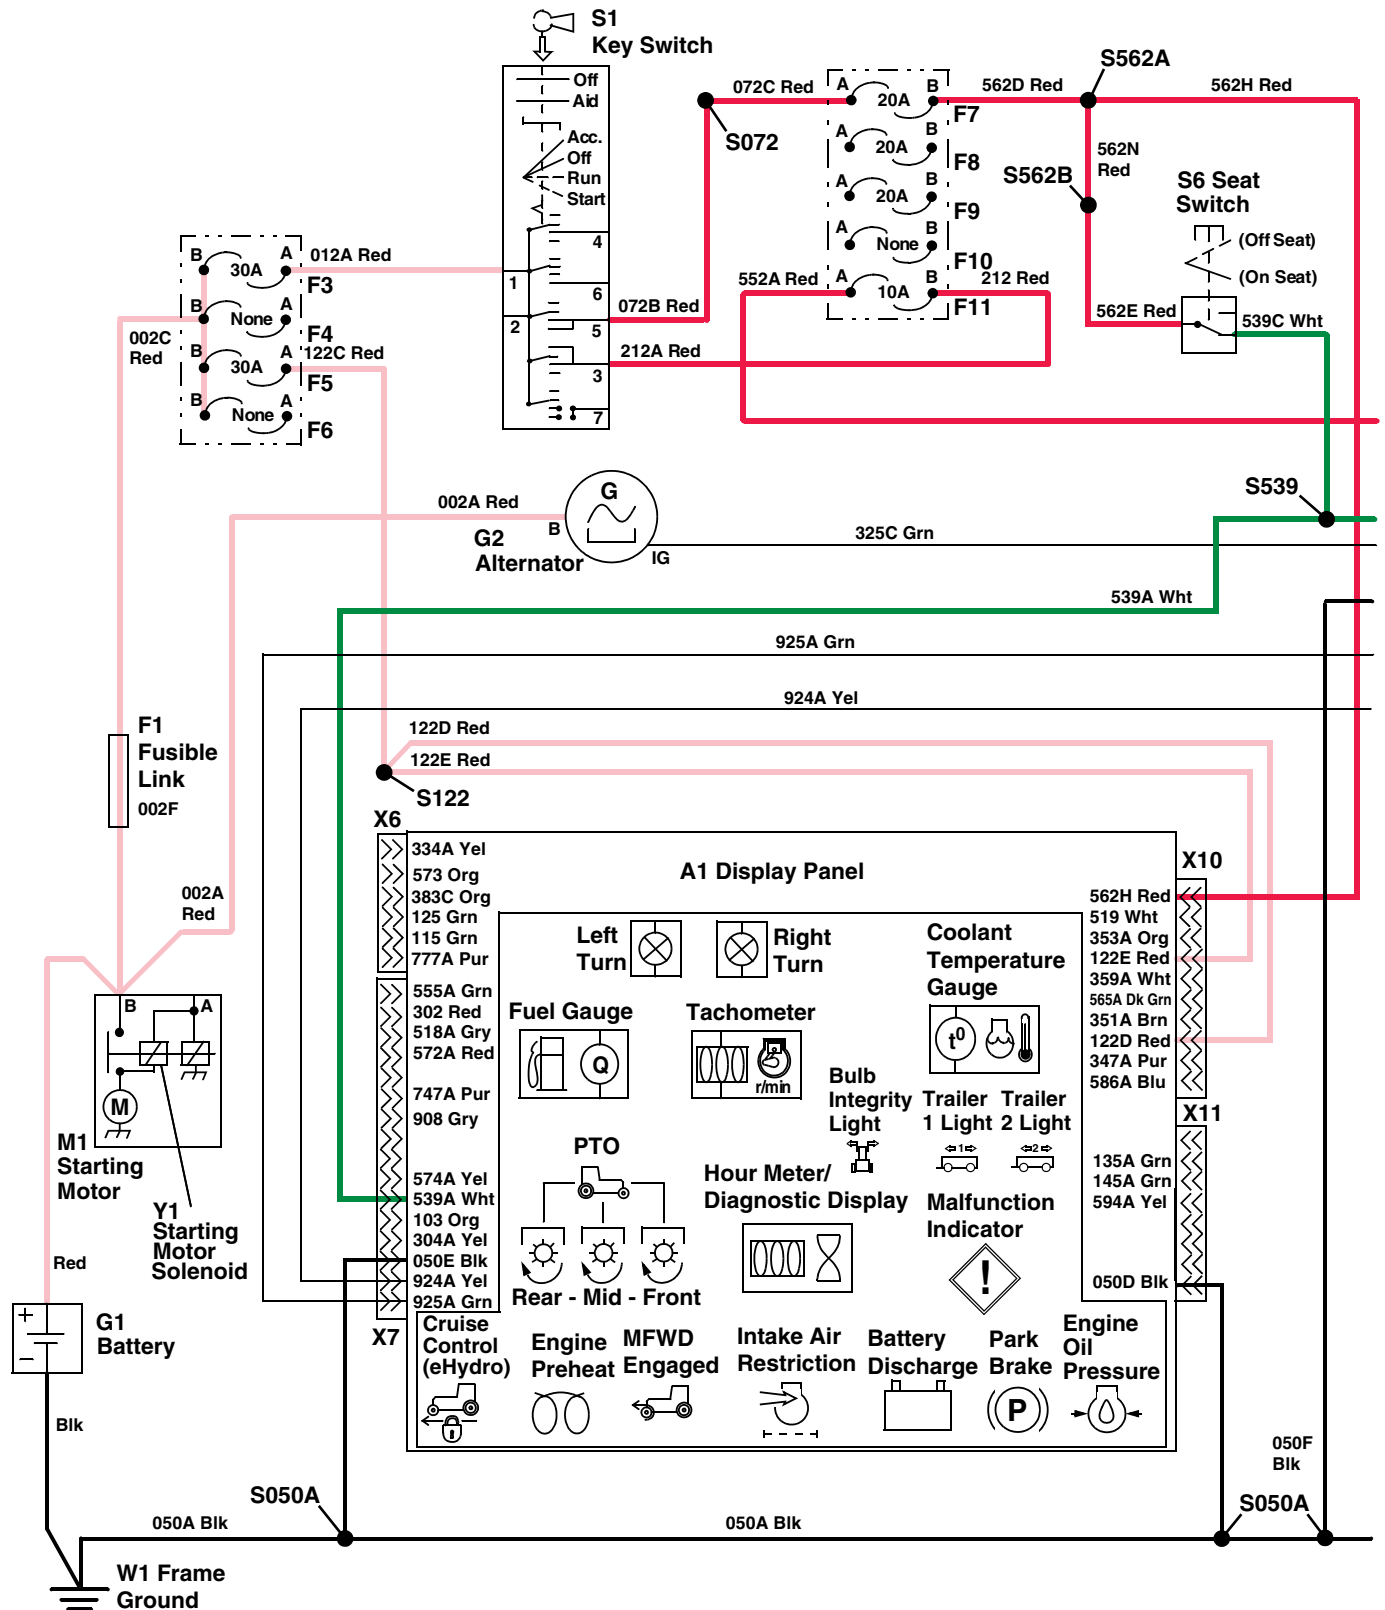 S1
Key Switch
Off
Aid
Acc.
Off
Run
Start
1
2
4
6
5
3
7
072C Red
S072
072B Red
212A Red
A 20A B
F7
A 20A B
F8
A 20A B
F9
A None B
F10
A 10A B
F11
552A Red
212 Red
562D Red
S562A
562H Red
562N
Red
S562B
S6 Seat
Switch
(Off Seat)
(On Seat)
562E Red
539C Wht
S539
012A Red
B 30A A
F3
B None A
F4
122C Red
B 30A A
F5
B None A
F6
002C
Red
002A Red
G
B
IG
G2
Alternator
325C Grn
539A Wht
925A Grn
924A Yel
122D Red
122E Red
S122
F1
Fusible
Link
002F
002A
Red
B
A
M
M1
Starting
Motor
Y1
Starting
Motor
Solenoid
Red
+
−
G1
Battery
Blk
W1 Frame
Ground
050A Blk
S050A
050A Blk
S050A
050F
Blk
X6
334A Yel
573 Org
383C Org
125 Grn
115 Grn
777A Pur
555A Grn
302 Red
518A Gry
572A Red
747A Pur
908 Gry
574A Yel
539A Wht
103 Org
304A Yel
050E Blk
924A Yel
925A Grn
X7
A1 Display Panel
X10
562H Red
519 Wht
353A Org
122E Red
359A Wht
565A Dk Grn
351A Brn
122D Red
347A Pur
586A Blu
X11
135A Grn
145A Grn
594A Yel
050D Blk
Left
Turn
Right
Turn
Coolant
Temperature
Gauge
t0
Fuel Gauge
Q
Tachometer
r/min
Bulb
Integrity
Light
Trailer
1 Light
1
Trailer
2 Light
2
PTO
Rear - Mid - Front
Hour Meter/
Diagnostic Display
Malfunction
Indicator
!
Cruise
Control
(eHydro)
Engine
Preheat
MFWD
Engaged
Intake Air
Restriction
Battery
Discharge
Park
Brake
P
Engine
Oil
Pressure